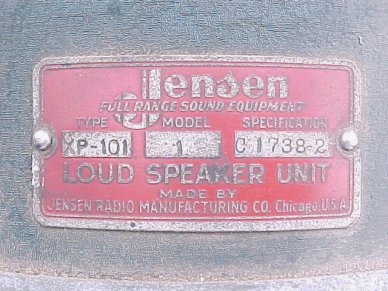 Jensen
FULL RANGE SOUND EQUIPMENT
TYPE MODEL SPECIFICATION
XP-101 1 C1738-2
LOUD SPEAKER UNIT
MADE BY
JENSEN RADIO MANUFACTURING CO. Chicago, U.S.A.